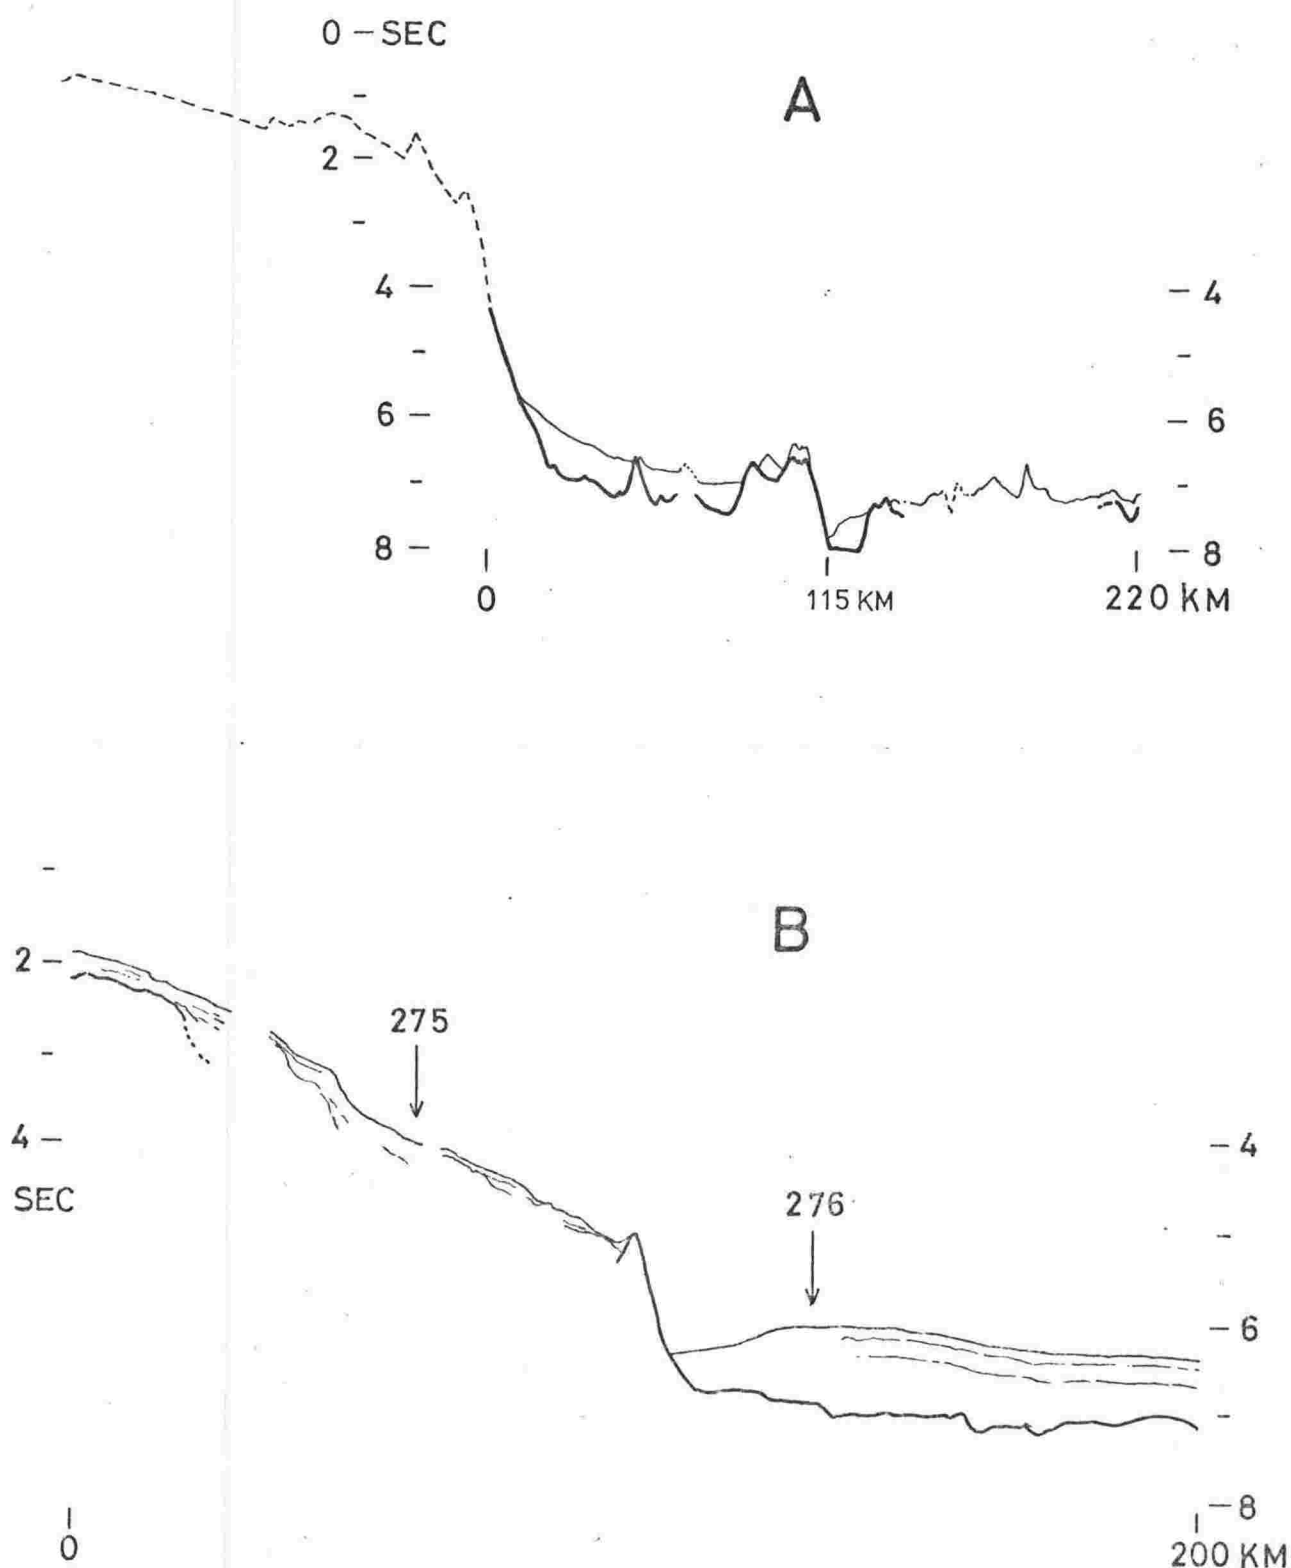 0 – SEC
A
2 –
4 – – 4
6 – – 6
8 – – 8
0 115 KM 220 KM
B
2 –
275
4 – – 4
SEC
276
– 6
– 8
0 200 KM